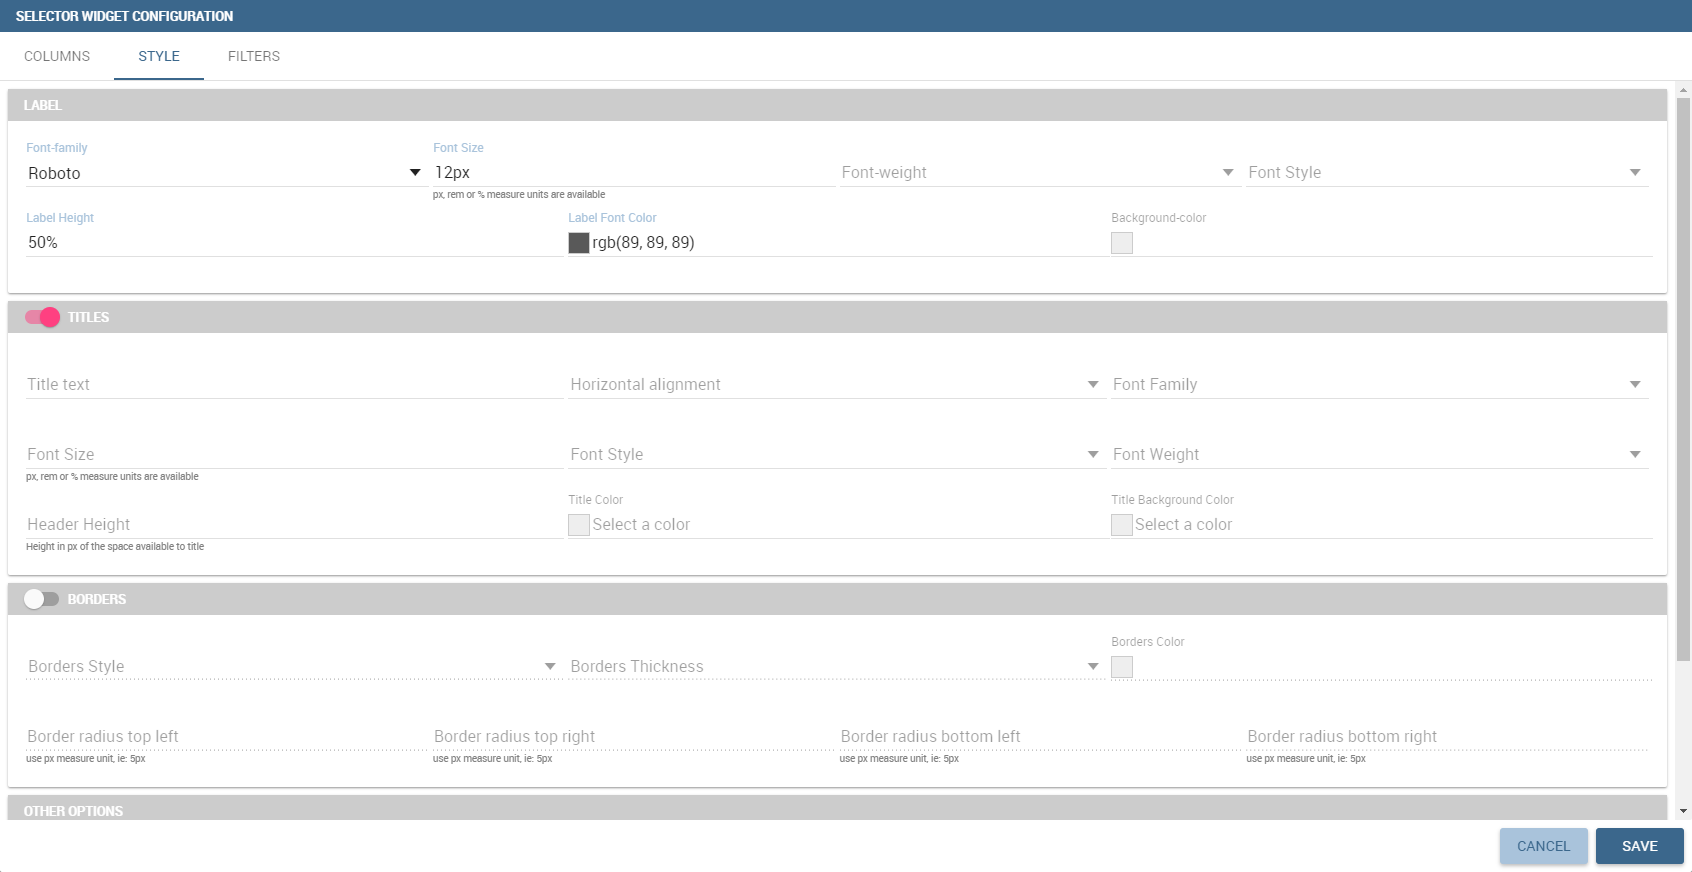 SELECTOR WIDGET CONFIGURATION
COLUMNS STYLE FILTERS
LABEL
Font-family Font Size
Roboto 12px Font-weight Font Style
px, rem or % measure units are available
Label Height Label Font Color Background-color
50% rgb(89, 89, 89)
TITLES
Title text Horizontal alignment Font Family
Font Size Font Style Font Weight
px, rem or % measure units are available
Title Color Title Background Color
Header Height Select a color Select a color
Height in px of the space available to title
BORDERS
Borders Color
Borders Style Borders Thickness
Border radius top left Border radius top right Border radius bottom left Border radius bottom right
use px measure unit, ie: 5px use px measure unit, ie: 5px use px measure unit, ie: 5px use px measure unit, ie: 5px
OTHER OPTIONS
CANCEL SAVE